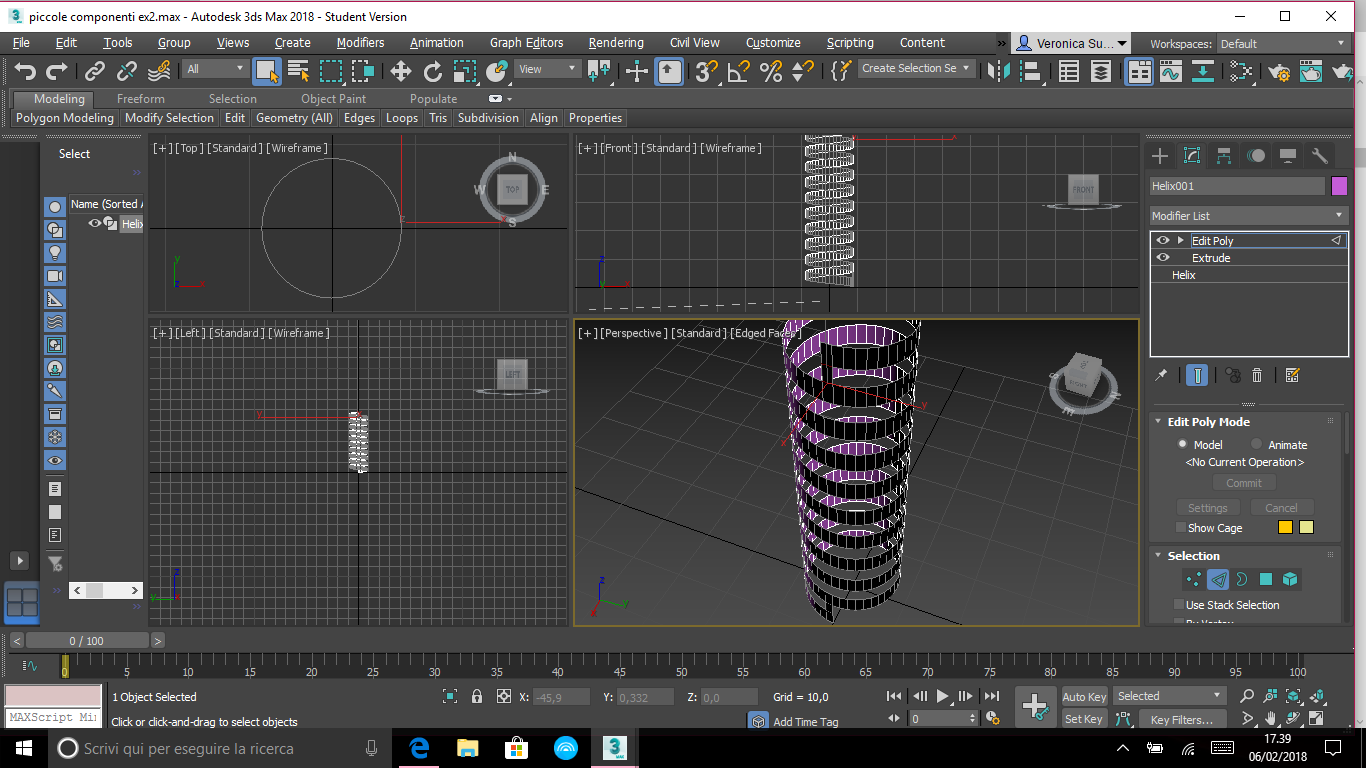 piccole componenti ex2.max - Autodesk 3ds Max 2018 - Student Version
File Edit Tools Group Views Create Modifiers Animation Graph Editors Rendering Civil View Customize Scripting Content » Veronica Su... Workspaces: Default
All View 3 Create Selection Se
Modeling Freeform Selection Object Paint Populate
Polygon Modeling Modify Selection Edit Geometry (All) Edges Loops Tris Subdivision Align Properties
Select
Name (Sorted A
Helix
[+] [Top] [Standard] [Wireframe]
N
W TOP E
S
y
x
z
[+] [Front] [Standard] [Wireframe]
FRONT
x
z
y x
[+] [Left] [Standard] [Wireframe]
LEFT
y
z
y
[+] [Perspective] [Standard] [Edged Faces]
y
x
z
y
x
Helix001
Modifier List
Edit Poly
Extrude
Helix
Edit Poly Mode
Model Animate
<No Current Operation>
Commit
Settings Cancel
Show Cage
Selection
Use Stack Selection
By Vertex
< 0 / 100 >
0 5 10 15 20 25 30 35 40 45 50 55 60 65 70 75 80 85 90 95 100
1 Object Selected X: -45,9 Y: 0,332 Z: 0,0 Grid = 10,0 Auto Key Selected
MAXScript Mi
Click or click-and-drag to select objects Add Time Tag 0 Set Key Key Filters...
Scrivi qui per eseguire la ricerca
3
MAX
17.39
06/02/2018